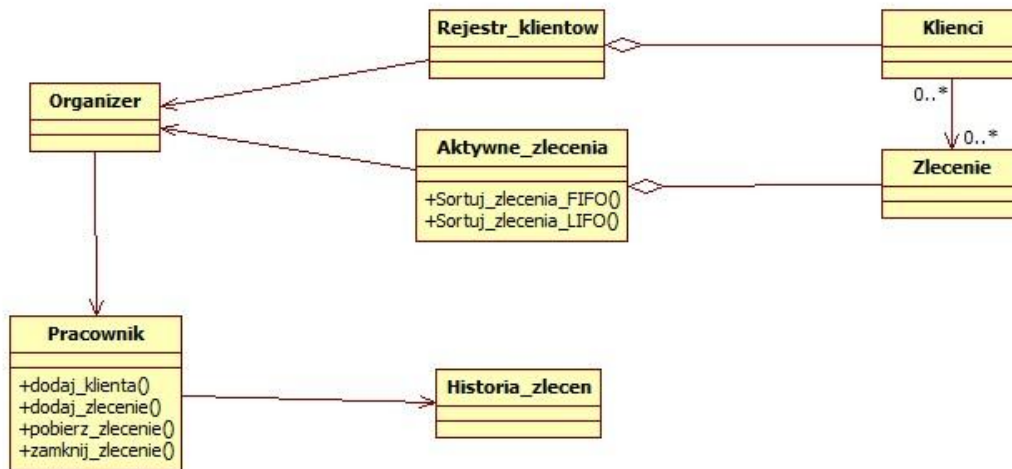 Rejestr_klientow
Klienci
Organizer
0..*
0..*
Aktywne_zlecenia
+Sortuj_zlecenia_FIFO()
+Sortuj_zlecenia_LIFO()
Zlecenie
Pracownik
+dodaj_klienta()
+dodaj_zlecenie()
+pobierz_zlecenie()
+zamknij_zlecenie()
Historia_zlecen